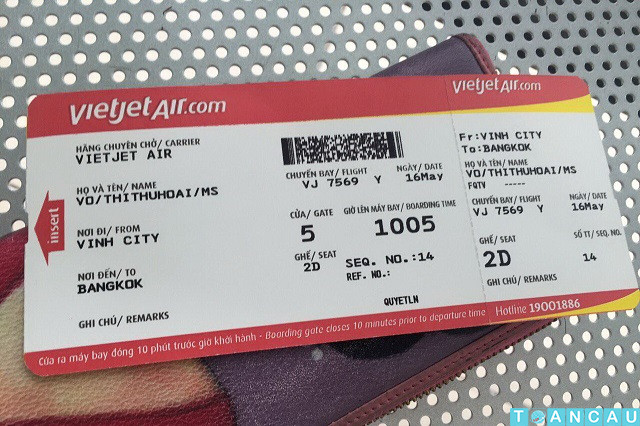 vietjetAir.com
HÃNG CHUYÊN CHỞ/ CARRIER
VIETJET AIR
HỌ VÀ TÊN/ NAME
VO/THITHUHOAI/MS
NƠI ĐI/ FROM
VINH CITY
NƠI ĐẾN/ TO
BANGKOK
GHI CHÚ/ REMARKS
insert
CHUYẾN BAY/ FLIGHT
VJ 7569 Y
NGÀY/ DATE
16May
CỬA/ GATE
5
GIỜ LÊN MÁY BAY/ BOARDING TIME
1005
GHẾ/ SEAT
2D
SEQ. NO.:14
REF. NO.:
QUYETLN
Cửa ra máy bay đóng 10 phút trước giờ khởi hành - Boarding gate closes 10 minutes prior to departure time
vietjetAir.com
Fr:VINH CITY
To:BANGKOK
HỌ VÀ TÊN/ NAME
VO/THITHUHOAI/MS
FQTV -----
CHUYẾN BAY/ FLIGHT
VJ 7569 Y
NGÀY/ DATE
16May
GHẾ/ SEAT
2D
SỐ TT/ SEQ. NO.
14
GHI CHÚ/ REMARKS
Hotline 19001886
TOANCAU